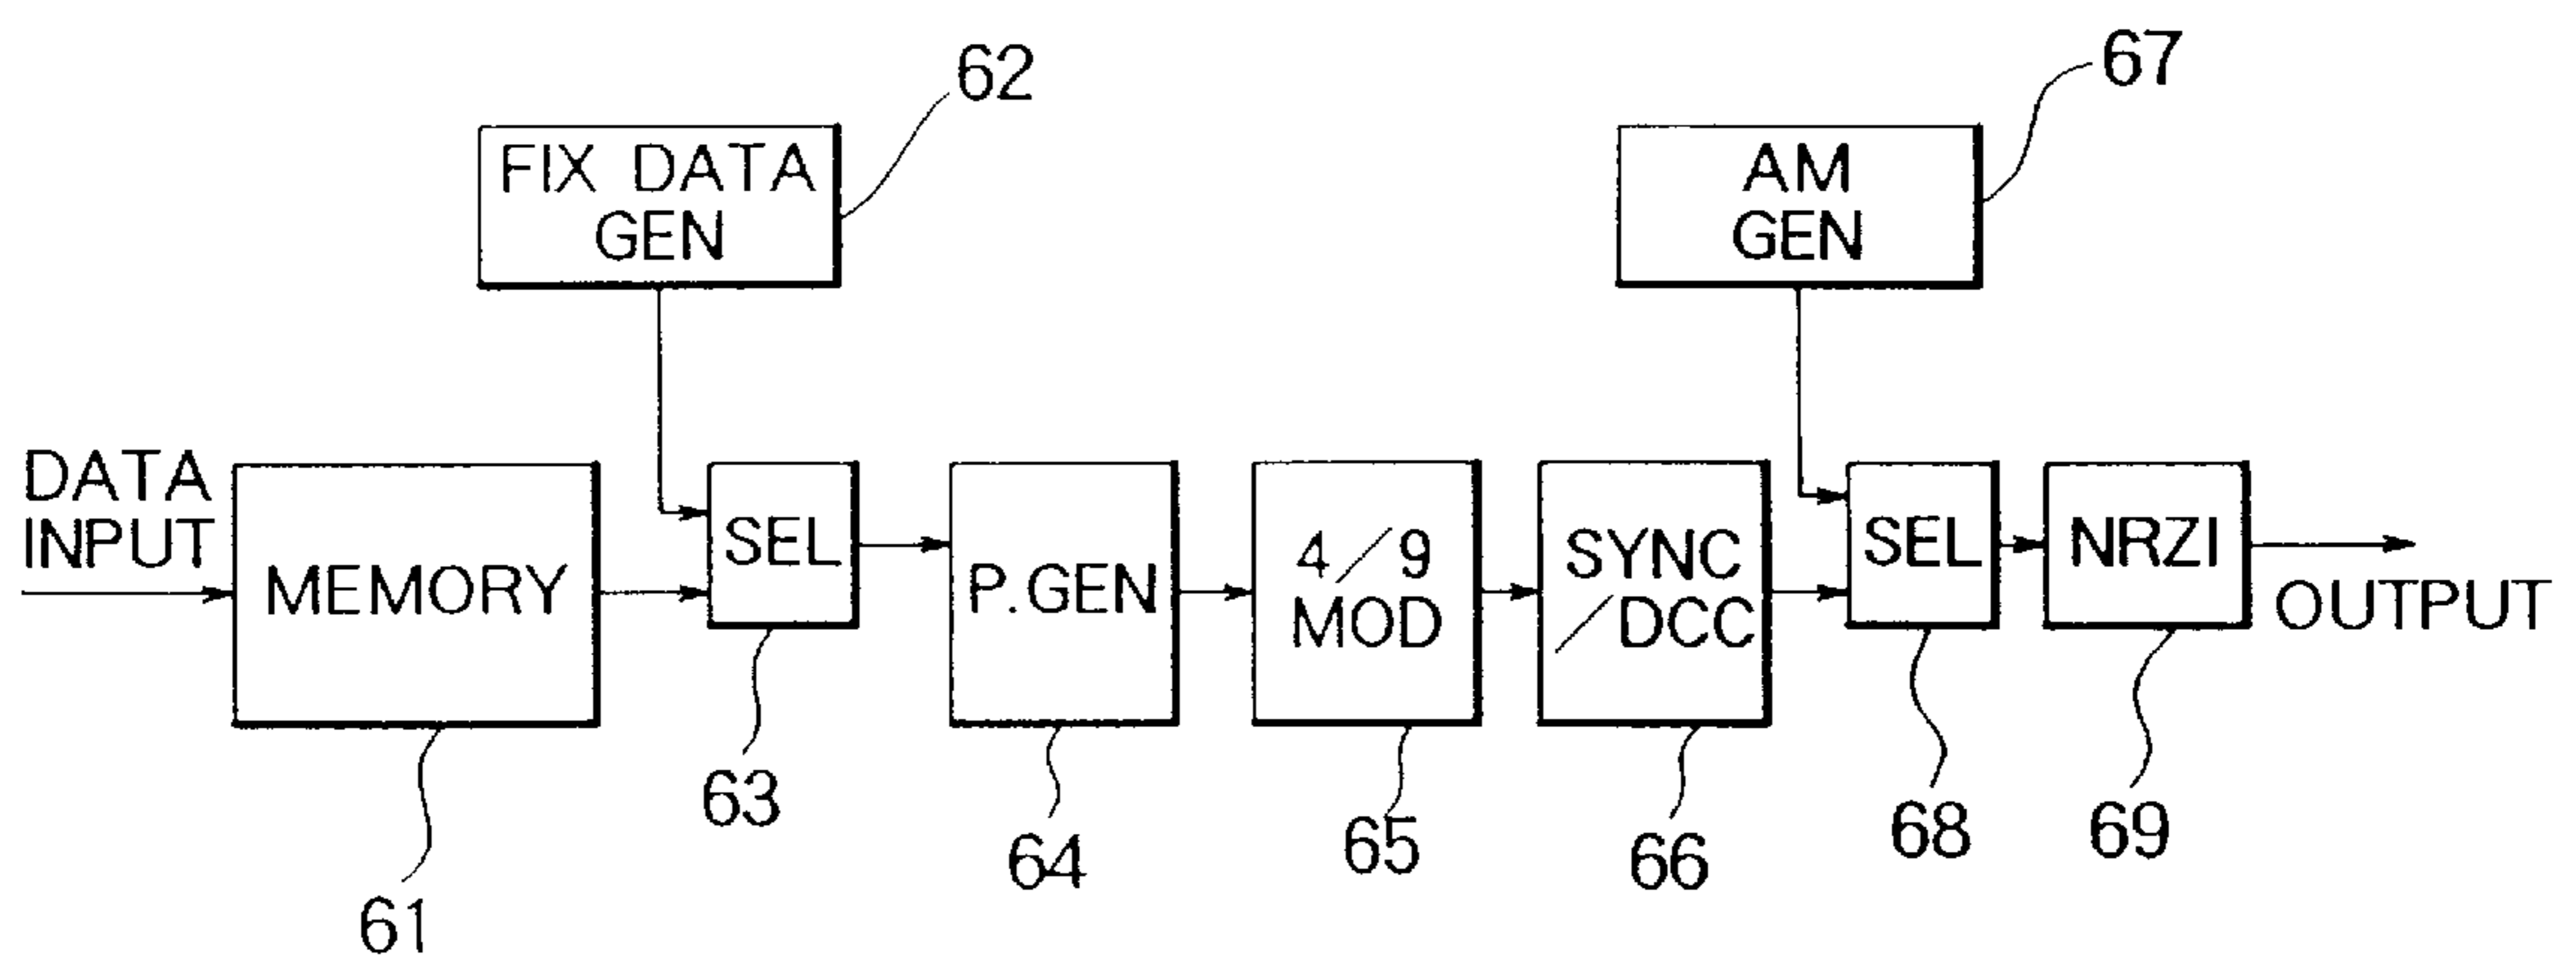 62
67
FIX DATA
GEN
AM
GEN
DATA
INPUT
MEMORY
SEL
P.GEN
4/9
MOD
SYNC
/DCC
SEL
NRZI
OUTPUT
61
63
64
65
66
68
69